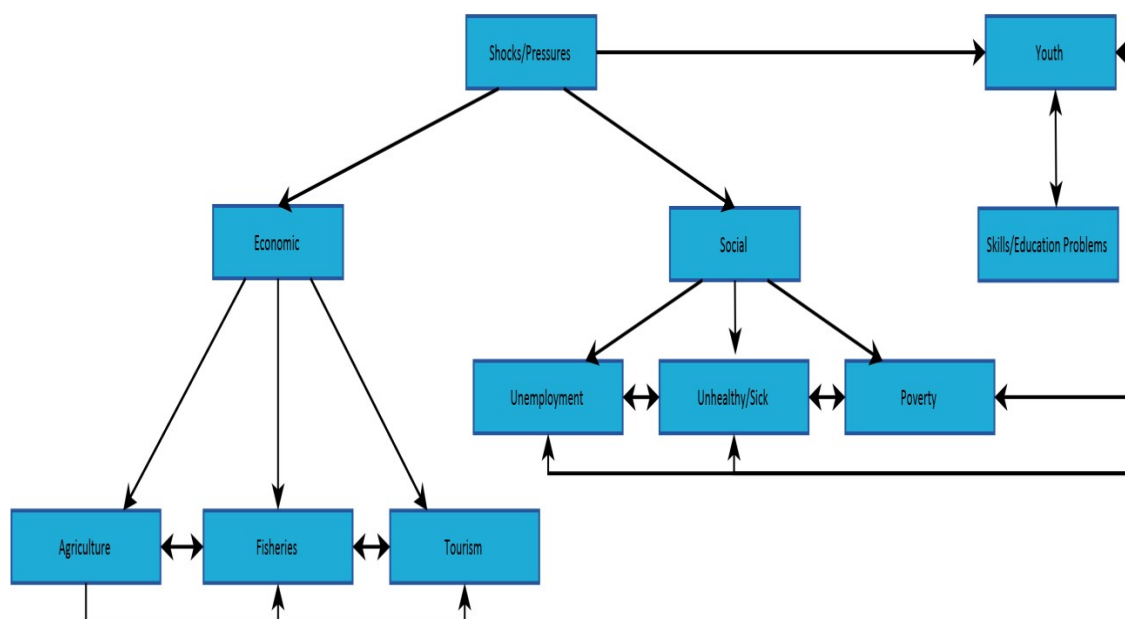 Shocks/Pressures
Youth
Economic
Social
Skills/Education Problems
Unemployment
Unhealthy/Sick
Poverty
Agriculture
Fisheries
Tourism